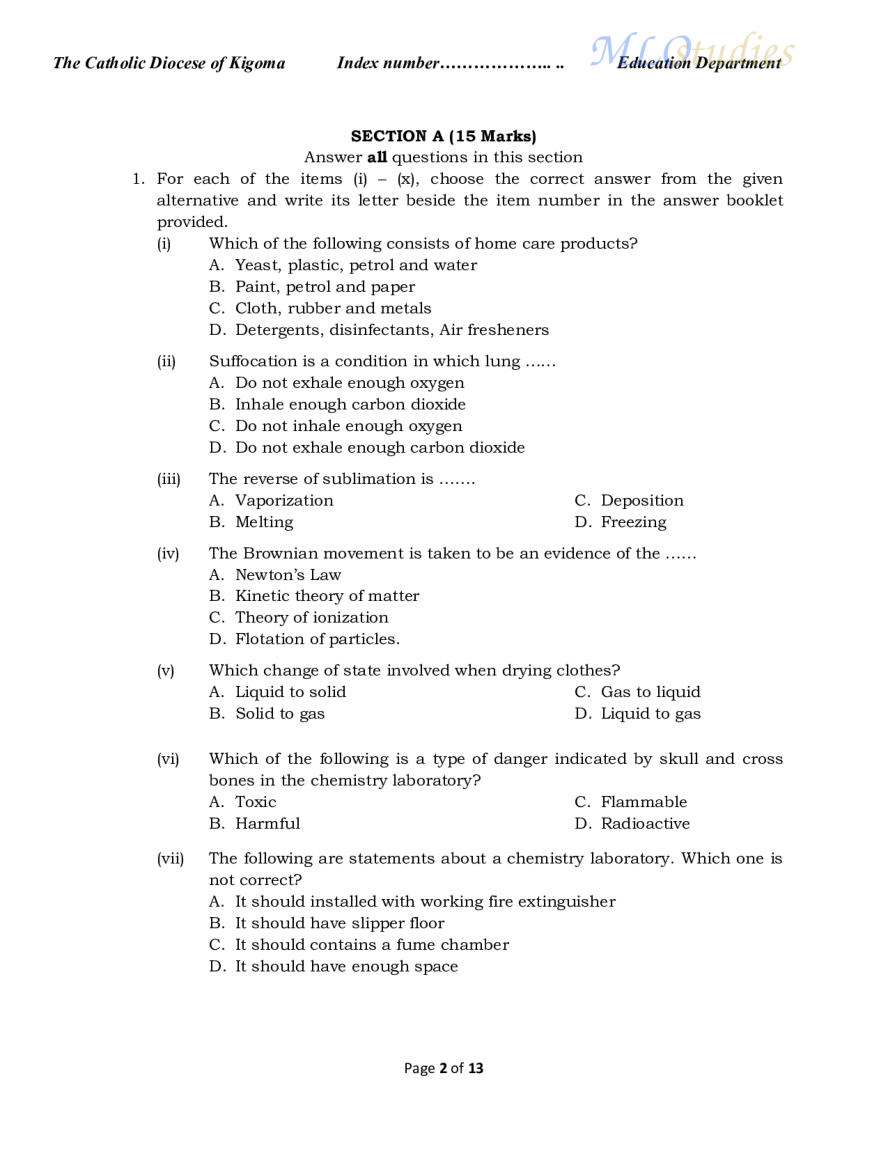 The Catholic Diocese of Kigoma Index number……………….. .. Education Department
MLOstudies
SECTION A (15 Marks)
Answer all questions in this section
1. For each of the items (i) – (x), choose the correct answer from the given
alternative and write its letter beside the item number in the answer booklet
provided.
(i) Which of the following consists of home care products?
A. Yeast, plastic, petrol and water
B. Paint, petrol and paper
C. Cloth, rubber and metals
D. Detergents, disinfectants, Air fresheners
(ii) Suffocation is a condition in which lung ……
A. Do not exhale enough oxygen
B. Inhale enough carbon dioxide
C. Do not inhale enough oxygen
D. Do not exhale enough carbon dioxide
(iii) The reverse of sublimation is …….
A. Vaporization C. Deposition
B. Melting D. Freezing
(iv) The Brownian movement is taken to be an evidence of the ……
A. Newton’s Law
B. Kinetic theory of matter
C. Theory of ionization
D. Flotation of particles.
(v) Which change of state involved when drying clothes?
A. Liquid to solid C. Gas to liquid
B. Solid to gas D. Liquid to gas
(vi) Which of the following is a type of danger indicated by skull and cross
bones in the chemistry laboratory?
A. Toxic C. Flammable
B. Harmful D. Radioactive
(vii) The following are statements about a chemistry laboratory. Which one is
not correct?
A. It should installed with working fire extinguisher
B. It should have slipper floor
C. It should contains a fume chamber
D. It should have enough space
Page 2 of 13